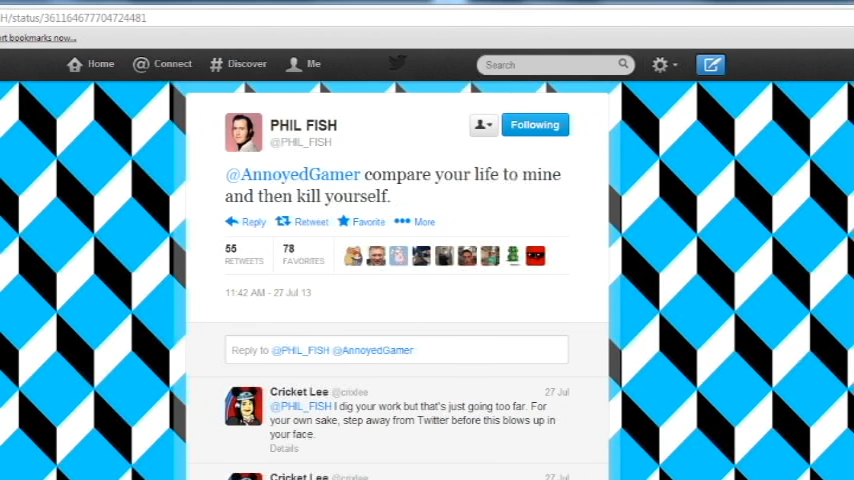 H/status/361164677704724481
rt bookmarks now...
Home Connect Discover Me Search
PHIL FISH Following
@PHIL_FISH
@AnnoyedGamer compare your life to mine
and then kill yourself.
Reply Retweet Favorite More
55 78
RETWEETS FAVORITES
11:42 AM - 27 Jul 13
Reply to @PHIL_FISH @AnnoyedGamer
Cricket Lee @crixlee 27 Jul
@PHIL_FISH I dig your work but that's just going too far. For
your own sake, step away from Twitter before this blows up in
your face.
Details
Cricket Lee @crixlee 27 Jul